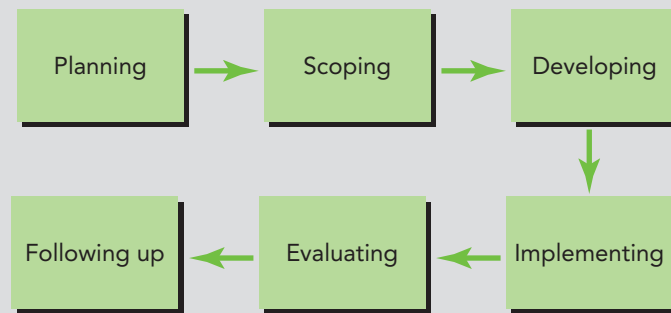 Planning
Scoping
Developing
Implementing
Evaluating
Following up